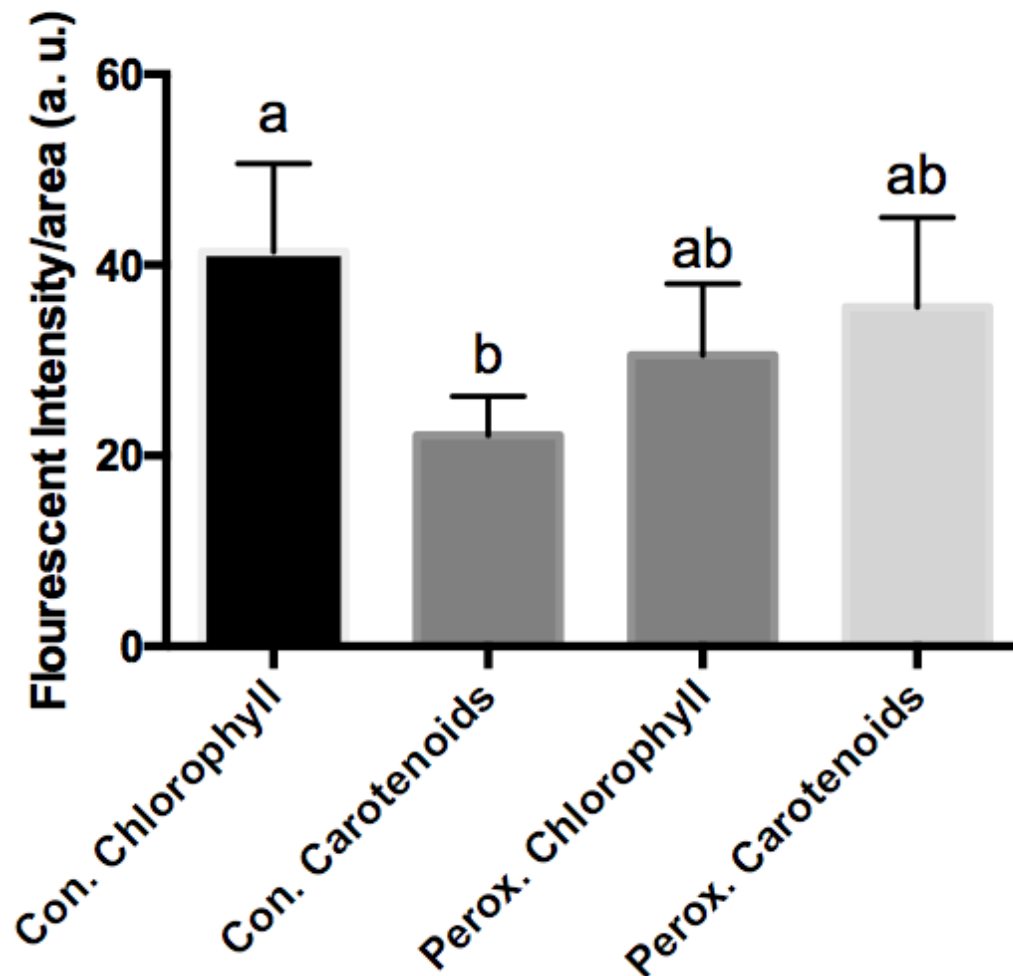 Flourescent Intensity/area (a. u.)
60
40
20
0
a
b
ab
ab
Con. Chlorophyll
Con. Carotenoids
Perox. Chlorophyll
Perox. Carotenoids